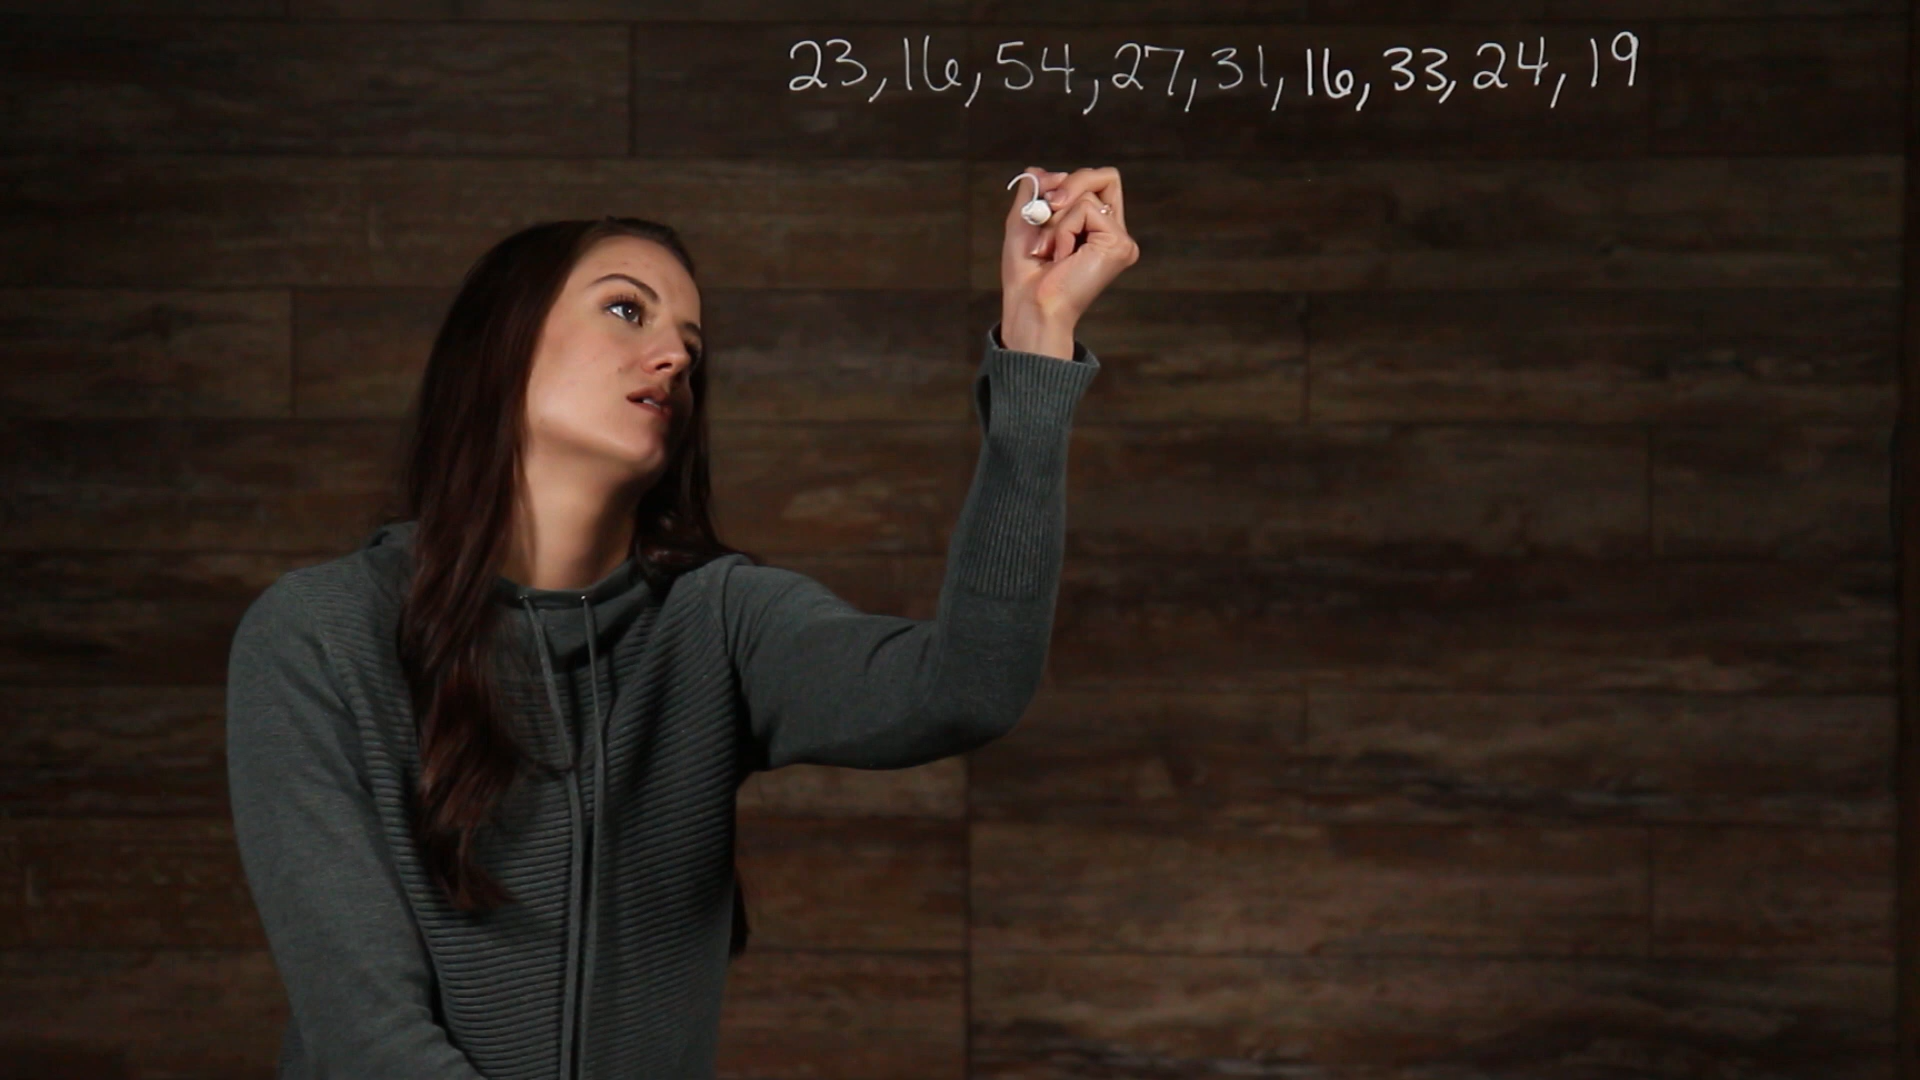 23, 16, 54, 27, 31, 16, 33, 24, 19